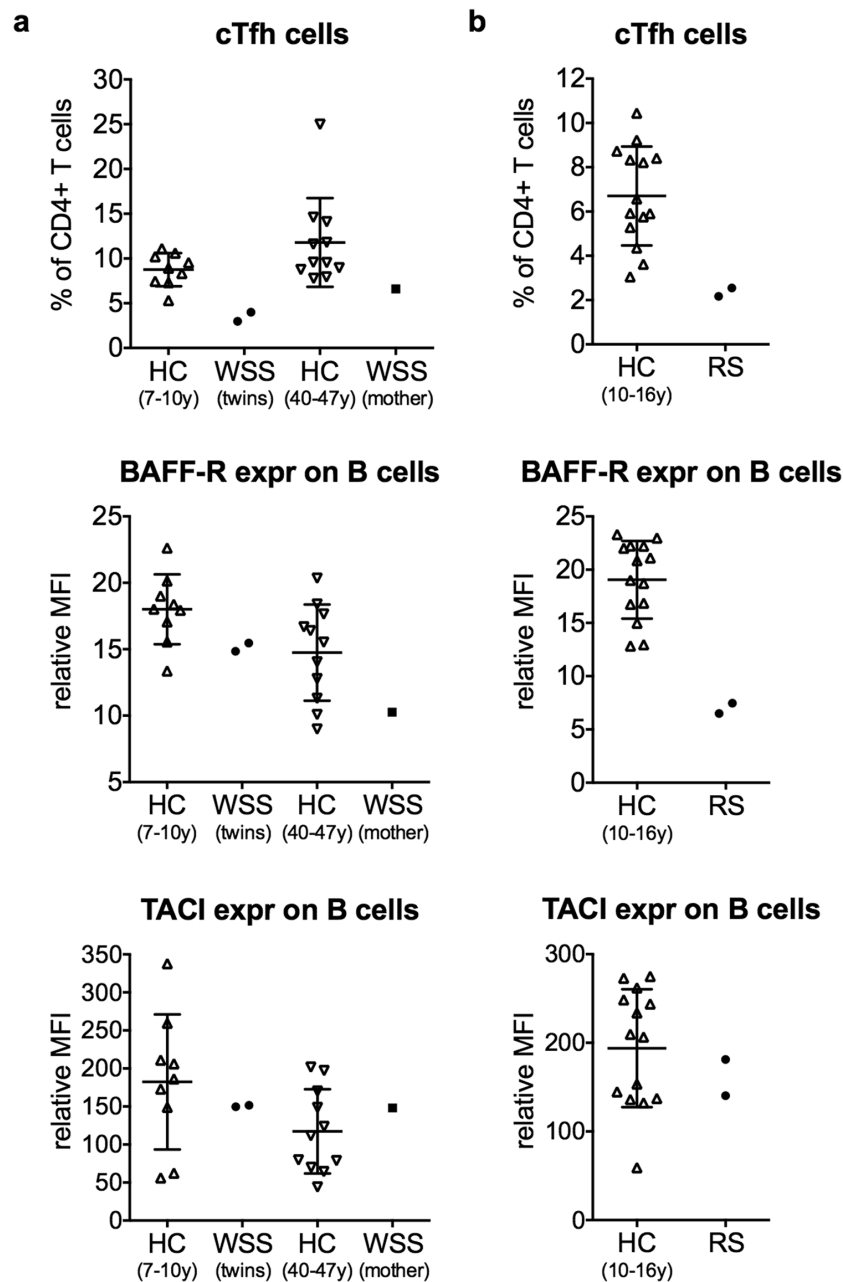 a
cTfh cells
% of CD4+ T cells
30
25
20
15
10
5
0
HC WSS HC WSS
(7-10y) (twins) (40-47y) (mother)
b
cTfh cells
% of CD4+ T cells
12
10
8
6
4
2
0
HC RS
(10-16y)
BAFF-R expr on B cells
relative MFI
25
20
15
10
5
HC WSS HC WSS
(7-10y) (twins) (40-47y) (mother)
BAFF-R expr on B cells
relative MFI
25
20
15
10
5
0
HC RS
(10-16y)
TACI expr on B cells
relative MFI
350
300
250
200
150
100
50
0
HC WSS HC WSS
(7-10y) (twins) (40-47y) (mother)
TACI expr on B cells
relative MFI
300
200
100
0
HC RS
(10-16y)